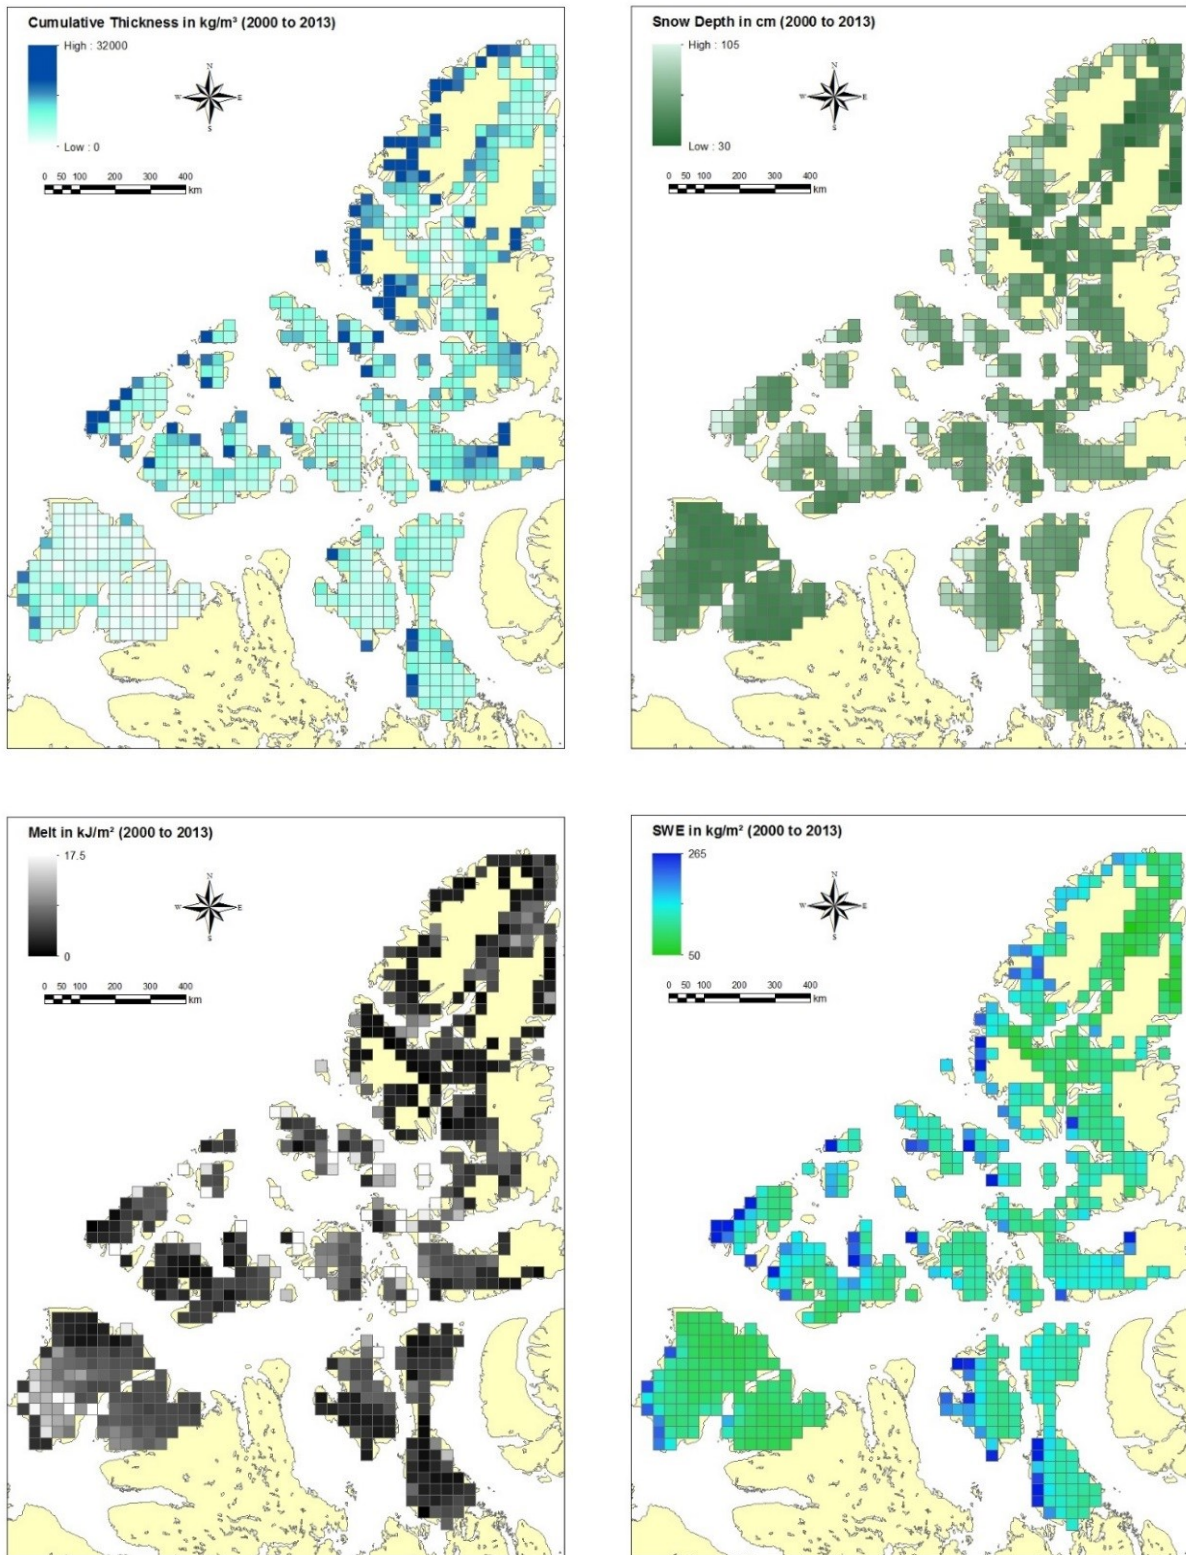 Cumulative Thickness in kg/m³ (2000 to 2013)
High : 32000
Low : 0
N
W E
S
0 50 100 200 300 400
km
Snow Depth in cm (2000 to 2013)
High : 105
Low : 30
N
W E
S
0 50 100 200 300 400
km
Melt in kJ/m² (2000 to 2013)
17.5
0
N
W E
S
0 50 100 200 300 400
km
SWE in kg/m² (2000 to 2013)
265
50
N
W E
S
0 50 100 200 300 400
km